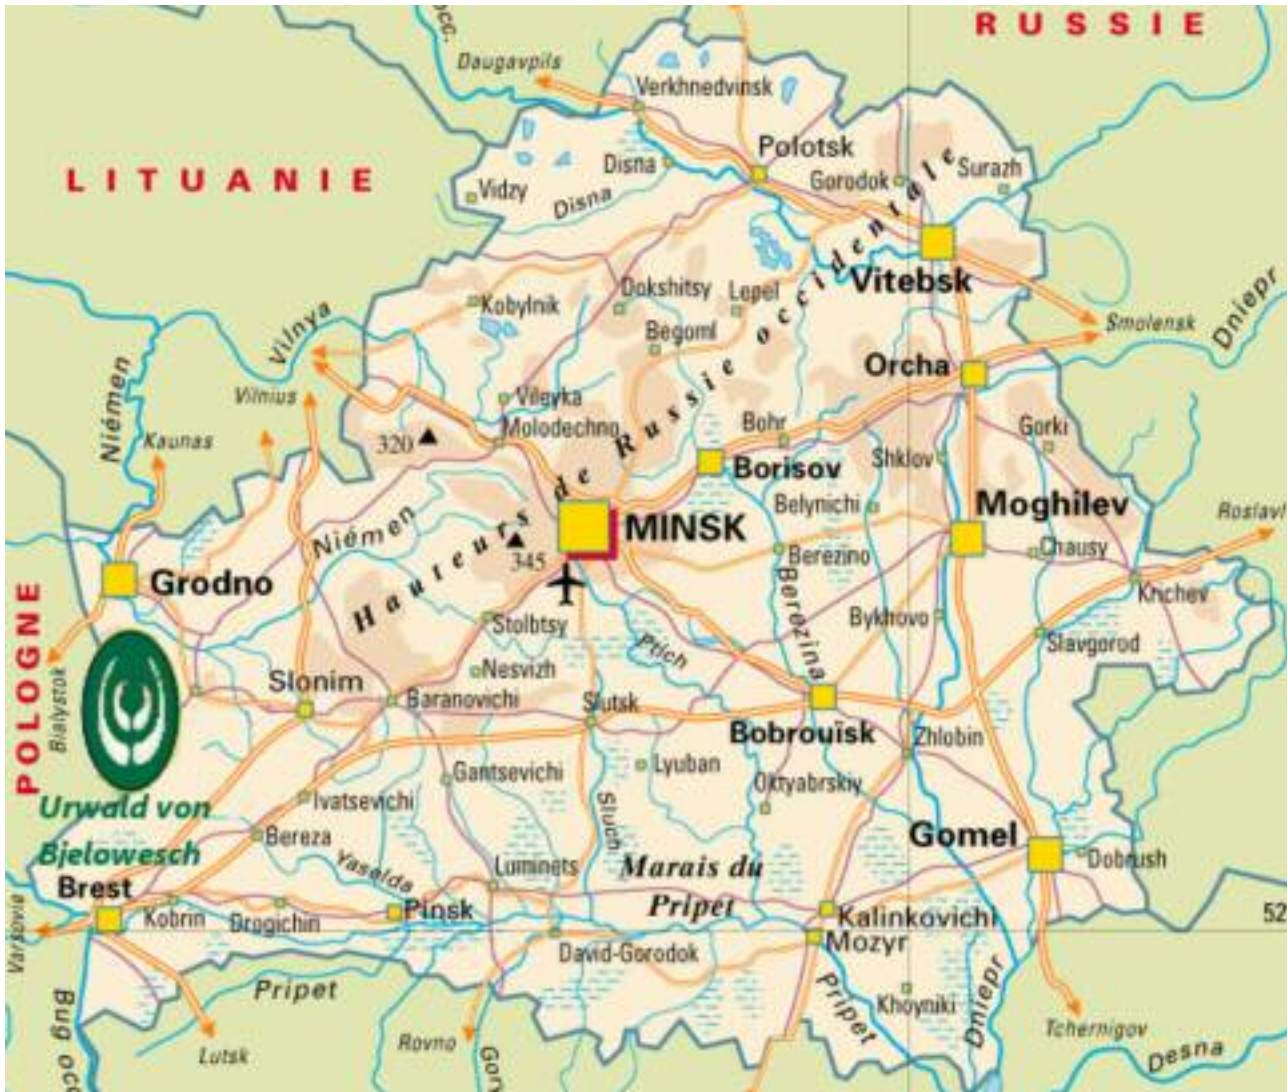 RUSSIE
occ.
Daugavpils
Verkhnedvinsk
Polotsk
Disna
Gorodok
Surazh
LITUANIE
Vidzy
Disna
Vitebsk
Dokshitsy
Lepel
Kobylnik
Begoml
Smolensk
Dniepr
Vilnya
Orcha
Niémen
Vilnius
Vileyka
Molodechno
Kaunas
320
Bohr
Gorki
Borisov
Shklov
Hauteurs de Russie occidentale
Belynichi
Moghilev
Roslavl
Niémen
MINSK
345
Berezino
Chausy
Grodno
Krichev
Berezina
POLOGNE
Stolbtsy
Bykhovo
Slavgorod
Ptich
Nesvizh
Slonim
Baranovichi
Slutsk
Bialystok
Bobrouïsk
Zhlobin
Gantsevichi
Lyuban
Oktyabrskiy
Ivatsevichi
Urwald von
Bjelowesch
Sluch
Bereza
Gomel
Yasalda
Luminets
Marais du
Pripet
Dobrush
Brest
Kobrin
Drogichin
Pinsk
Kalinkovichi
Mozyr
52
Varsovie
David-Gorodok
Pripet
Khoyniki
Pripet
Dniepr
Bug occ
Lutsk
Rovno
Gory
Tchernigov
Desna